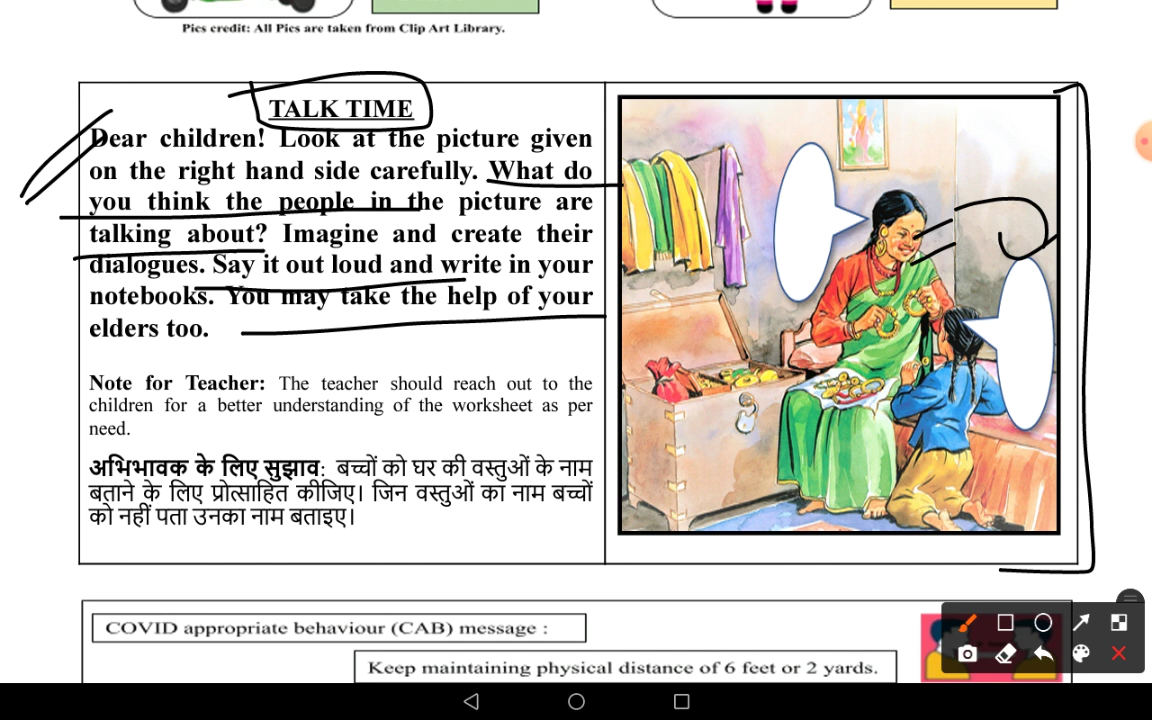 Pics credit: All Pics are taken from Clip Art Library.
TALK TIME
Dear children! Look at the picture given
on the right hand side carefully. What do
you think the people in the picture are
talking about? Imagine and create their
dialogues. Say it out loud and write in your
notebooks. You may take the help of your
elders too.
Note for Teacher: The teacher should reach out to the
children for a better understanding of the worksheet as per
need.
अभिभावक के लिए सुझाव: बच्चों को घर की वस्तुओं के नाम
बताने के लिए प्रोत्साहित कीजिए। जिन वस्तुओं का नाम बच्चों
को नहीं पता उनका नाम बताइए।
COVID appropriate behaviour (CAB) message :
Keep maintaining physical distance of 6 feet or 2 yards.